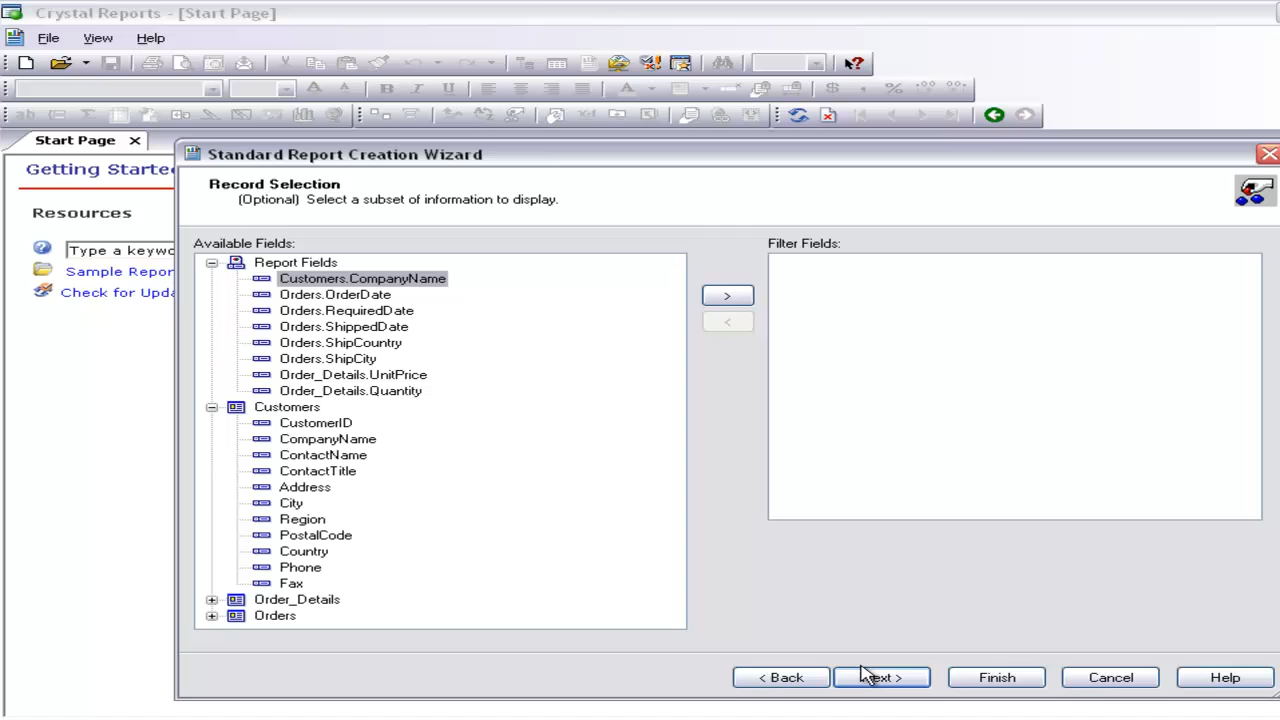 Crystal Reports - [Start Page]
File View Help
Start Page
Getting Starte
Resources
Type a keyw
Sample Repor
Check for Upda
Standard Report Creation Wizard
Record Selection
(Optional) Select a subset of information to display.
Available Fields:
Report Fields
Customers.CompanyName
Orders.OrderDate
Orders.RequiredDate
Orders.ShippedDate
Orders.ShipCountry
Orders.ShipCity
Order_Details.UnitPrice
Order_Details.Quantity
Customers
CustomerID
CompanyName
ContactName
ContactTitle
Address
City
Region
PostalCode
Country
Phone
Fax
Order_Details
Orders
>
<
Filter Fields:
< Back
Next >
Finish
Cancel
Help